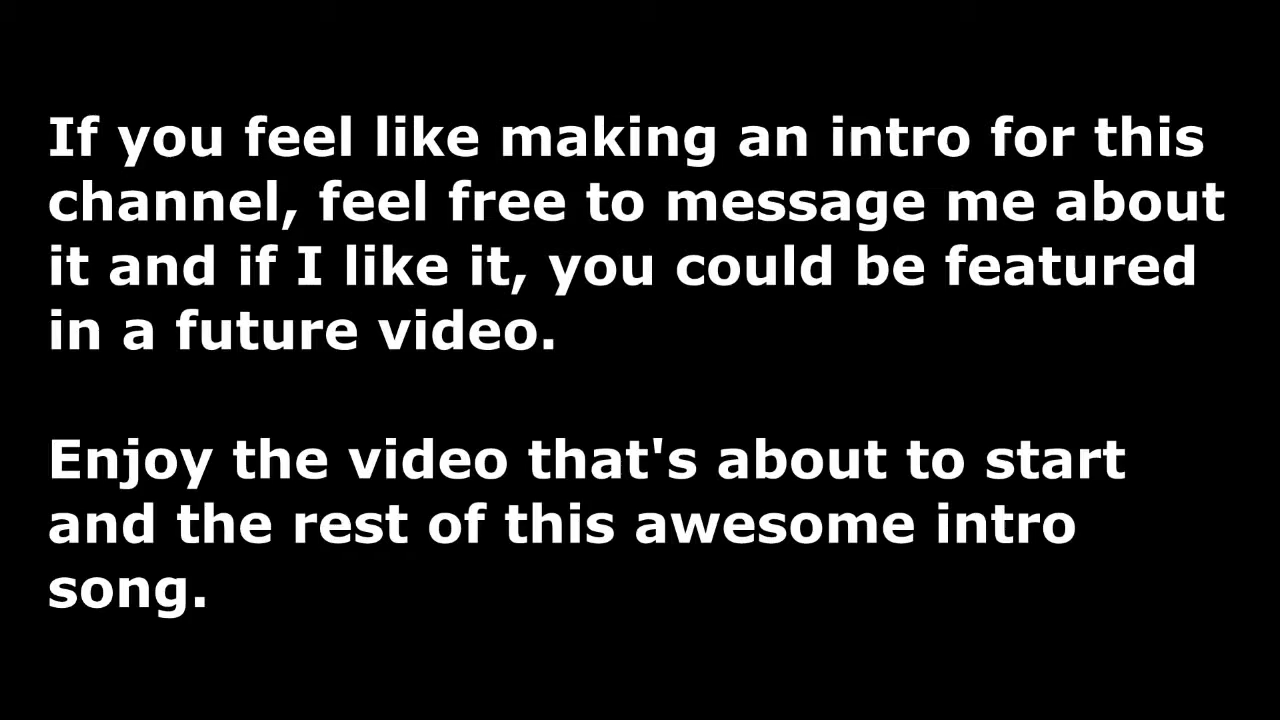 If you feel like making an intro for this
channel, feel free to message me about
it and if I like it, you could be featured
in a future video.
Enjoy the video that's about to start
and the rest of this awesome intro
song.